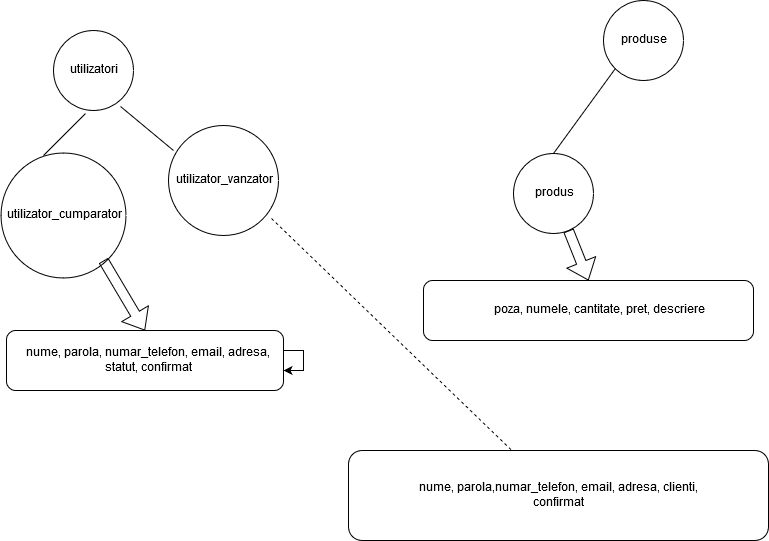 produse
utilizatori
utilizator_vanzator
produs
utilizator_cumparator
poza, numele, cantitate, pret, descriere
nume, parola, numar_telefon, email, adresa,
statut, confirmat
nume, parola,numar_telefon, email, adresa, clienti,
confirmat